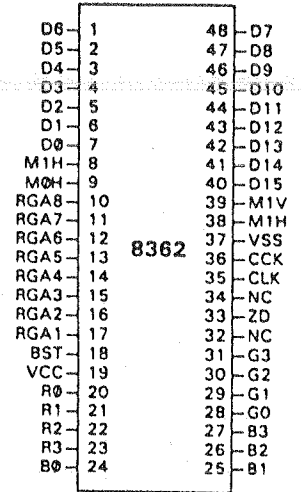 D6 1 48 D7
D5 2 47 D8
D4 3 46 D9
D3 4 45 D10
D2 5 44 D11
D1 6 43 D12
DØ 7 42 D13
M1H 8 41 D14
MØH 9 40 D15
RGA8 10 39 M1V
RGA7 11 38 M1H
RGA6 12 37 VSS
8362
RGA5 13 36 CCK
RGA4 14 35 CLK
RGA3 15 34 NC
RGA2 16 33 ZD
RGA1 17 32 NC
BST 18 31 G3
VCC 19 30 G2
RØ 20 29 G1
R1 21 28 G0
R2 22 27 B3
R3 23 26 B2
BØ 24 25 B1